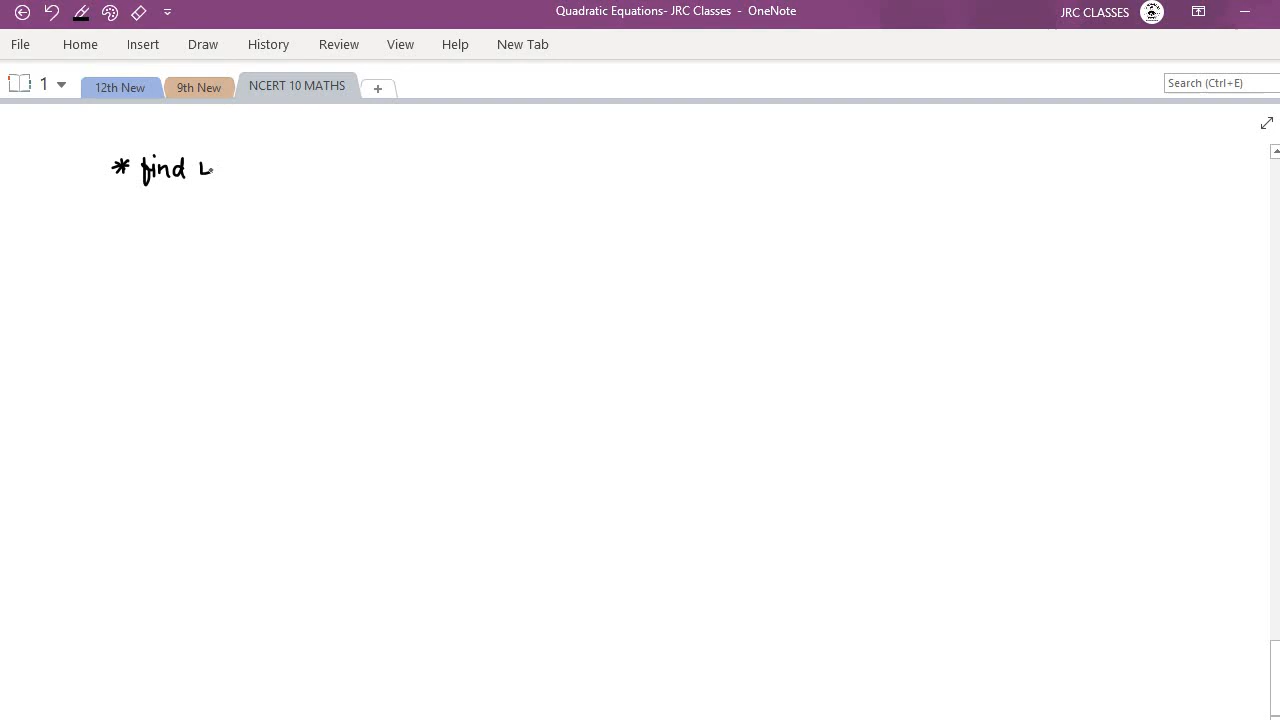 Quadratic Equations- JRC Classes - OneNote
JRC CLASSES
File Home Insert Draw History Review View Help New Tab
1
12th New
9th New
NCERT 10 MATHS
+
Search (Ctrl+E)
* find